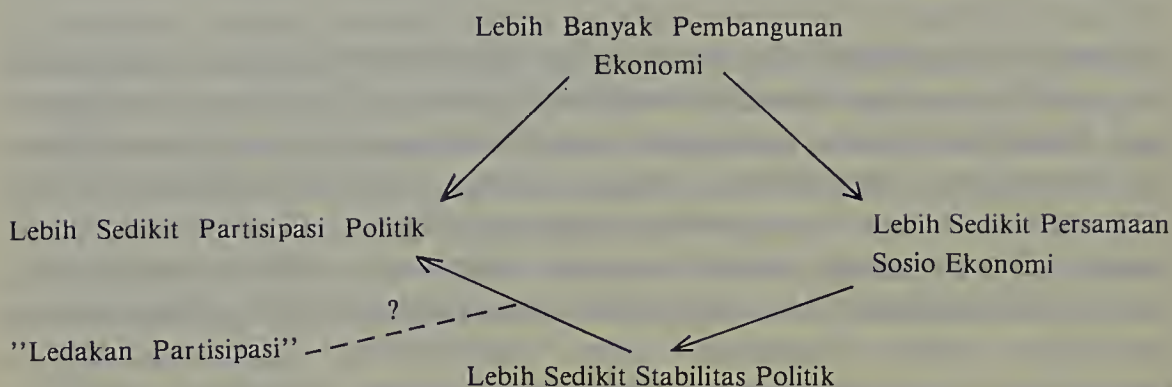 Lebih Banyak Pembangunan
Ekonomi
Lebih Sedikit Partisipasi Politik
Lebih Sedikit Persamaan
Sosio Ekonomi
?
''Ledakan Partisipasi''
Lebih Sedikit Stabilitas Politik